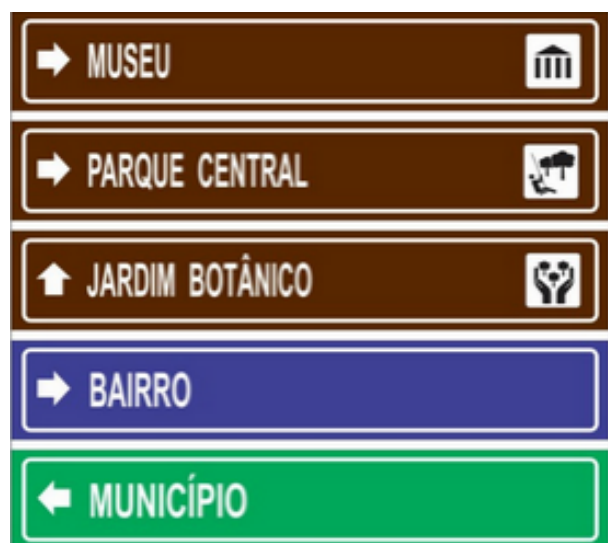 MUSEU
PARQUE CENTRAL
JARDIM BOTÂNICO
BAIRRO
MUNICÍPIO